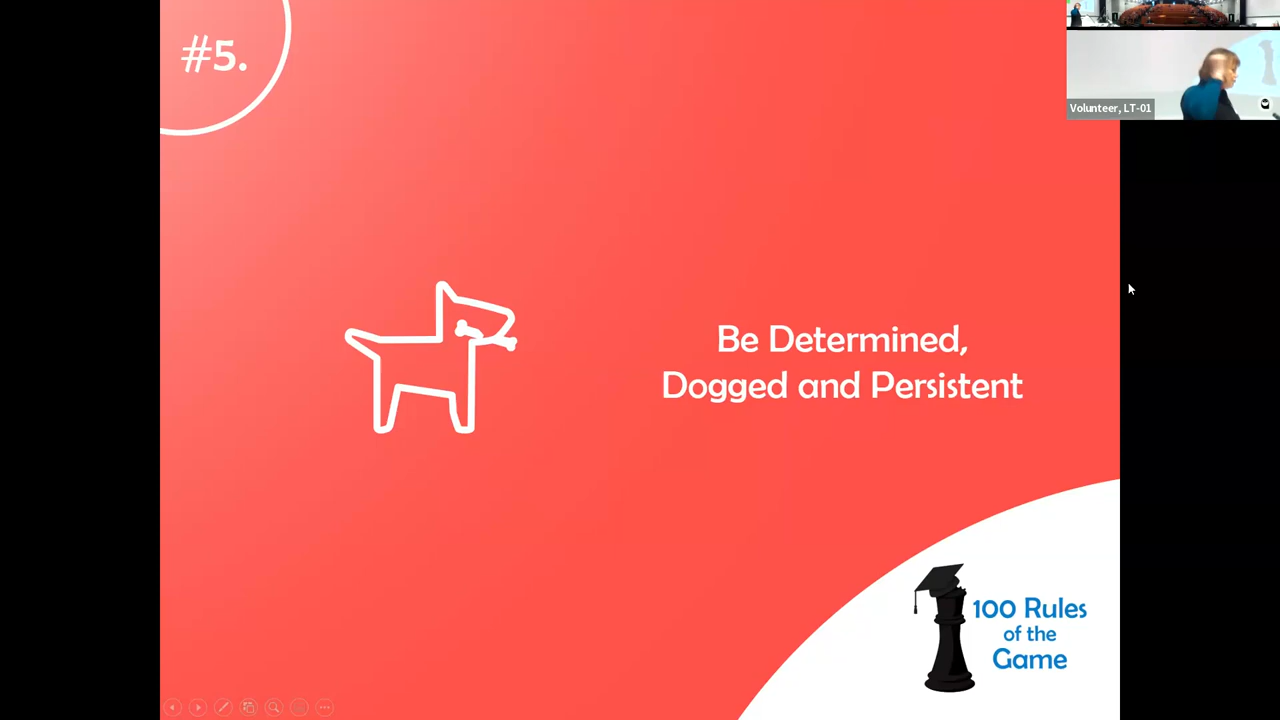 #5.
Volunteer, LT-01
Be Determined,
Dogged and Persistent
100 Rules
of the
Game